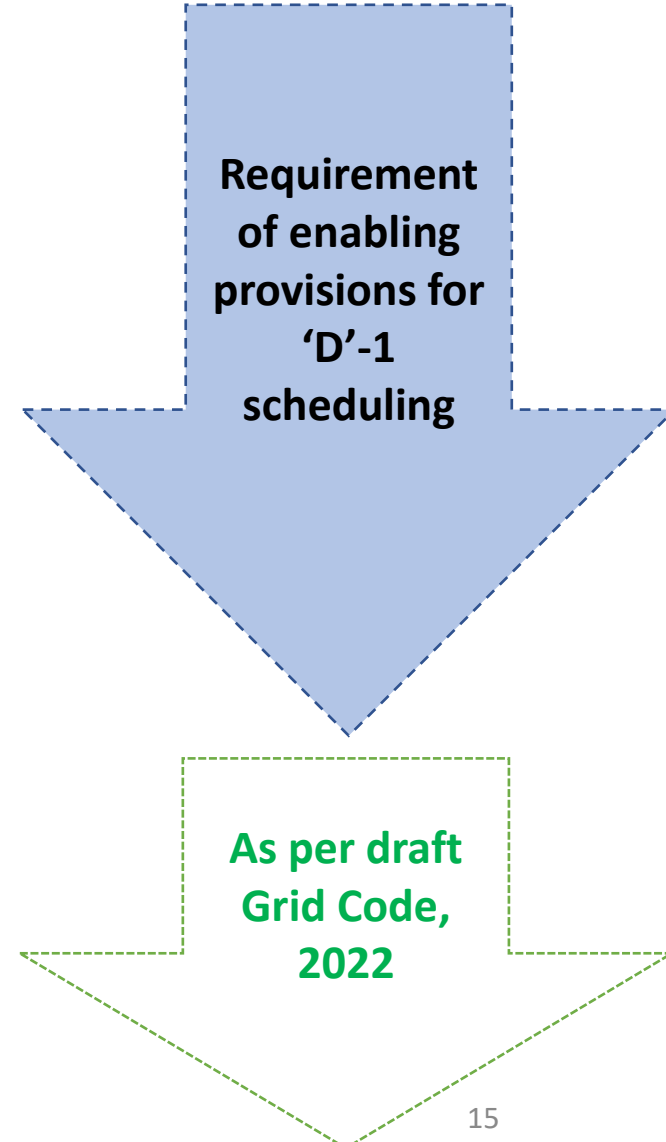 Requirement
of enabling
provisions for
‘D’-1
scheduling
As per draft
Grid Code,
2022
15